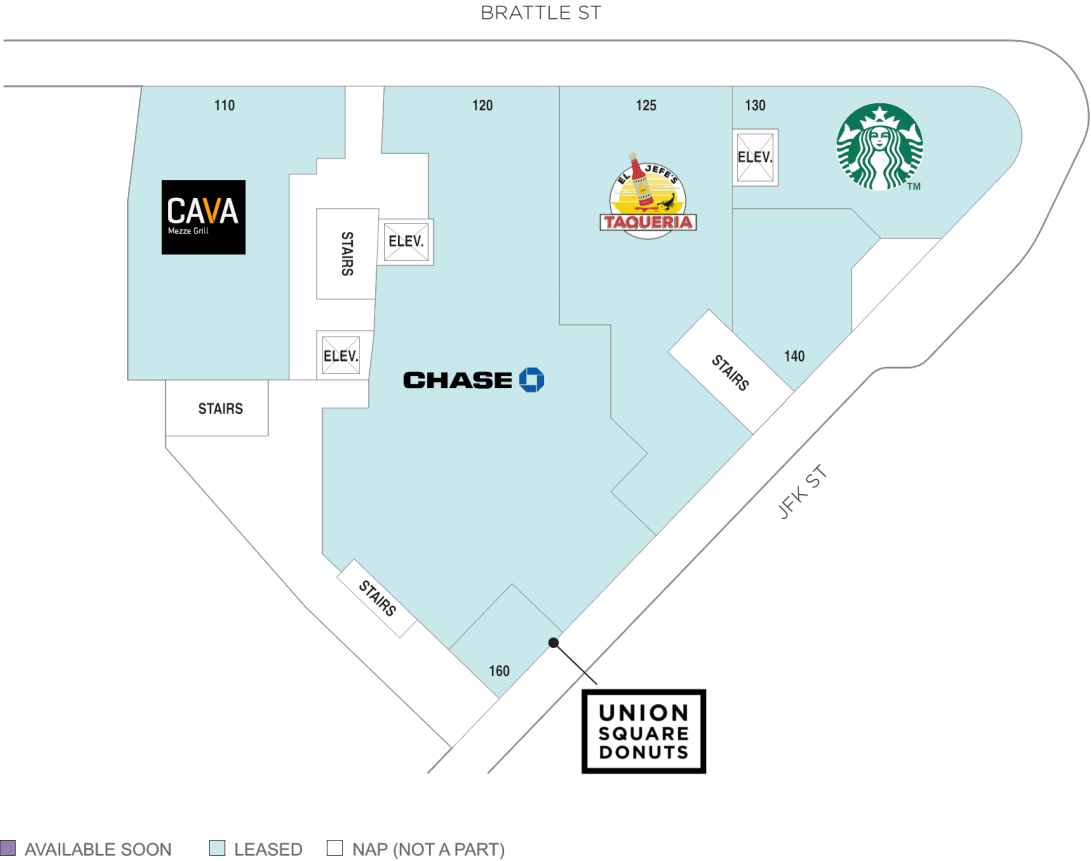 BRATTLE ST
110
120
125
130
ELEV.
TM
EL JEFE'S
TAQUERIA
CAVA
Mezze Grill
STAIRS
ELEV.
ELEV.
140
STAIRS
CHASE
STAIRS
JFK ST
STAIRS
160
UNION
SQUARE
DONUTS
AVAILABLE SOON
LEASED
NAP (NOT A PART)